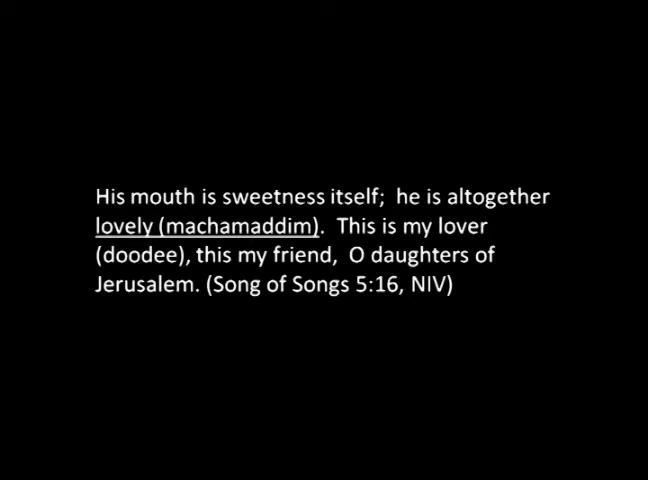 His mouth is sweetness itself;  he is altogether
lovely (machamaddim).  This is my lover
(doodee), this my friend,  O daughters of
Jerusalem. (Song of Songs 5:16, NIV)